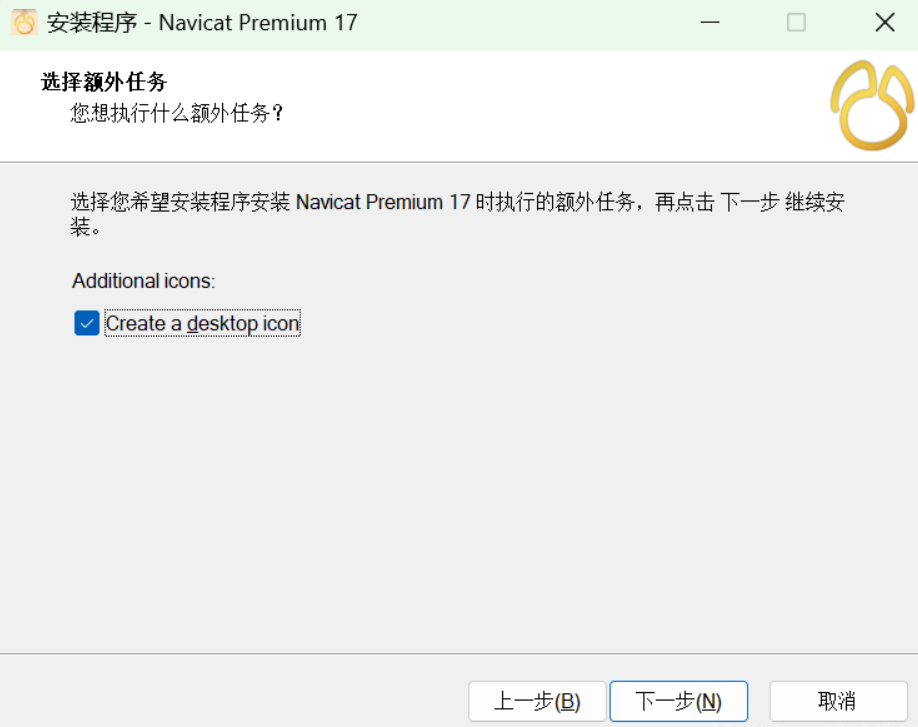 安装程序 - Navicat Premium 17
选择额外任务
您想执行什么额外任务？
选择您希望安装程序安装 Navicat Premium 17 时执行的额外任务，再点击 下一步 继续安
装。
Additional icons:
Create a desktop icon
上一步(B) 下一步(N) 取消